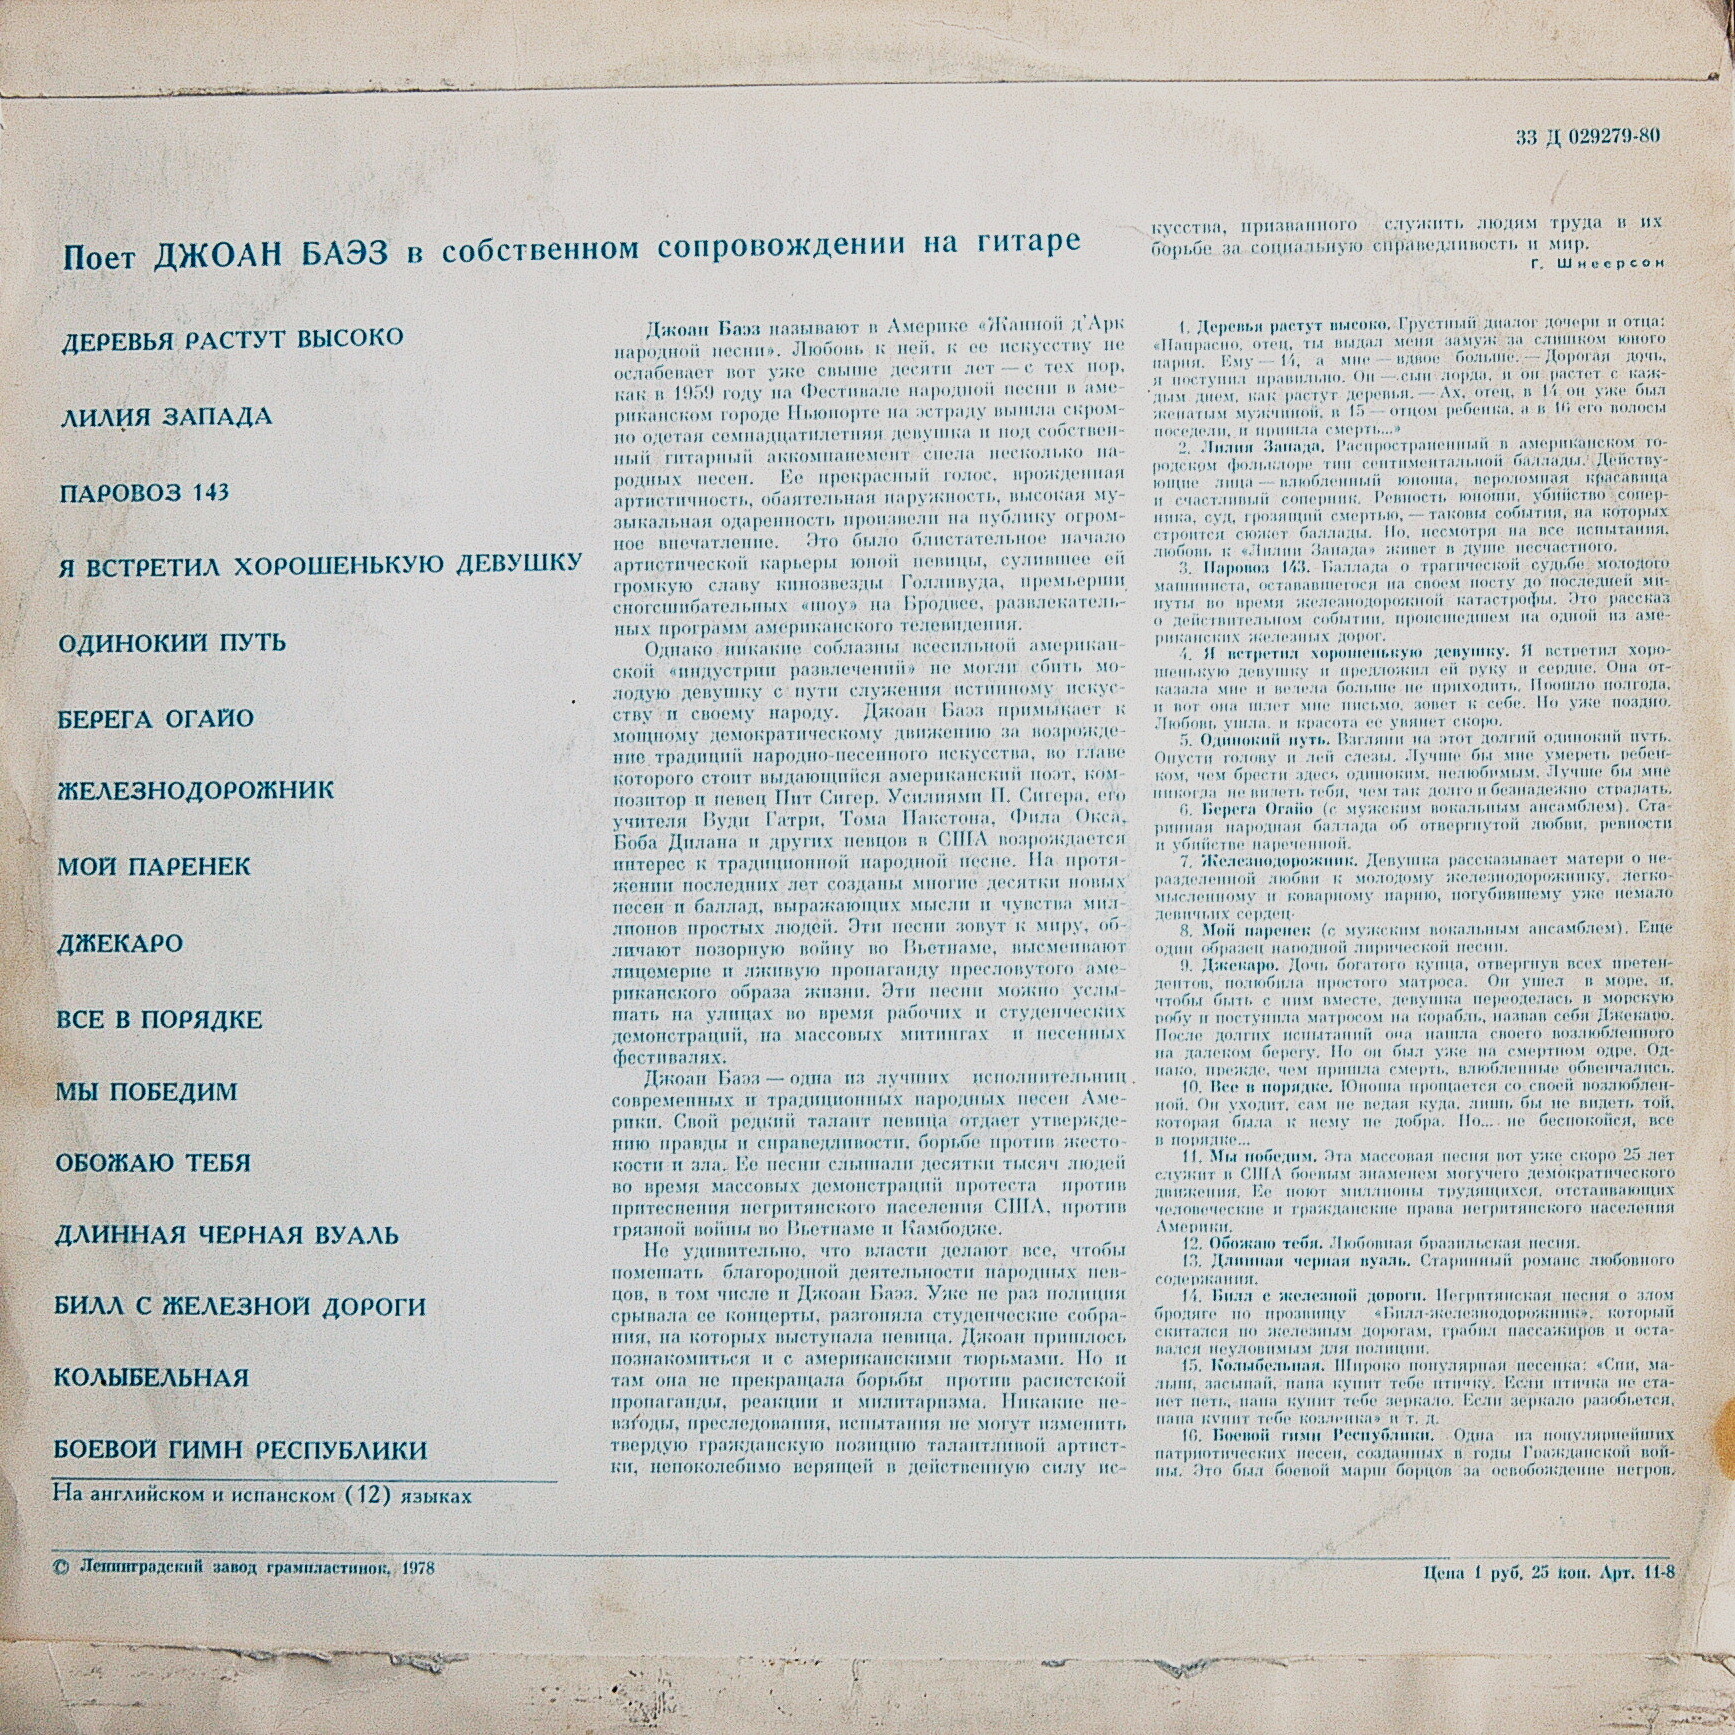 33 Д 029279-80
Поет ДЖОАН БАЭЗ в собственном сопровождении на гитаре
ДЕРЕВЬЯ РАСТУТ ВЫСОКО
ЛИЛИЯ ЗАПАДА
ПАРОВОЗ 143
Я ВСТРЕТИЛ ХОРОШЕНЬКУЮ ДЕВУШКУ
ОДИНОКИЙ ПУТЬ
БЕРЕГА ОГАЙО
ЖЕЛЕЗНОДОРОЖНИК
МОЙ ПАРЕНЕК
ДЖЕКАРО
ВСЕ В ПОРЯДКЕ
МЫ ПОБЕДИМ
ОБОЖАЮ ТЕБЯ
ДЛИННАЯ ЧЕРНАЯ ВУАЛЬ
БИЛЛ С ЖЕЛЕЗНОЙ ДОРОГИ
КОЛЫБЕЛЬНАЯ
БОЕВОЙ ГИМН РЕСПУБЛИКИ
На английском и испанском (12) языках
Джоан Баэз называют в Америке «Жанной д'Арк
народной песни». Любовь к ней, к ее искусству не
ослабевает вот уже свыше десяти лет — с тех пор,
как в 1959 году на Фестивале народной песни в аме-
риканском городе Ньюпорте на эстраду вышла скром-
но одетая семнадцатилетняя девушка и под собствен-
ный гитарный аккомпанемент спела несколько на-
родных песен. Ее прекрасный голос, врожденная
артистичность, обаятельная наружность, высокая му-
зыкальная одаренность произвели на публику огром-
ное впечатление. Это было блистательное начало
артистической карьеры юной певицы, сулившее ей
громкую славу кинозвезды Голливуда, премьерши
сногсшибательных «шоу» на Бродвее, развлекатель-
ных программ американского телевидения.
Однако никакие соблазны всесильной американ-
ской «индустрии развлечений» не могли сбить мо-
лодую девушку с пути служения истинному искус-
ству и своему народу. Джоан Баэз примыкает к
мощному демократическому движению за возрожде-
ние традиций народно-песенного искусства, во главе
которого стоит выдающийся американский поэт, ком-
позитор и певец Пит Сигер. Усилиями П. Сигера, его
учителя Вуди Гатри, Тома Пакстона, Фила Окса,
Боба Дилана и других певцов в США возрождается
интерес к традиционной народной песне. На протя-
жении последних лет созданы многие десятки новых
песен и баллад, выражающих мысли и чувства мил-
лионов простых людей. Эти песни зовут к миру, об-
личают позорную войну во Вьетнаме, высмеивают
лицемерие и лживую пропаганду пресловутого аме-
риканского образа жизни. Эти песни можно услы-
шать на улицах во время рабочих и студенческих
демонстраций, на массовых митингах и песенных
фестивалях.
Джоан Баэз — одна из лучших исполнительниц
современных и традиционных народных песен Аме-
рики. Свой редкий талант певица отдает утвержде-
нию правды и справедливости, борьбе против жесто-
кости и зла. Ее песни слышали десятки тысяч людей
во время массовых демонстраций протеста против
притеснения негритянского населения США, против
грязной войны во Вьетнаме и Камбодже.
Не удивительно, что власти делают все, чтобы
помешать благородной деятельности народных пев-
цов, в том числе и Джоан Баэз. Уже не раз полиция
срывала ее концерты, разгоняла студенческие собра-
ния, на которых выступала певица. Джоан пришлось
познакомиться и с американскими тюрьмами. Но и
там она не прекращала борьбы против расистской
пропаганды, реакции и милитаризма. Никакие не-
взгоды, преследования, испытания не могут изменить
твердую гражданскую позицию талантливой артист-
ки, непоколебимо верящей в действенную силу ис-
кусства, призванного служить людям труда в их
борьбе за социальную справедливость и мир.
Г. Шнеерсон
1. Деревья растут высоко. Грустный диалог дочери и отца:
«Напрасно, отец, ты выдал меня замуж за слишком юного
парня. Ему — 14, а мне — вдвое больше. — Дорогая дочь,
я поступил правильно. Он — сын лорда, и он растет с каж-
дым днем, как растут деревья. — Ах, отец, в 14 он уже был
женатым мужчиной, в 15 — отцом ребенка, а в 16 его волосы
поседели, и пришла смерть...»
2. Лилия Запада. Распространенный в американском го-
родском фольклоре тип сентиментальной баллады. Действу-
ющие лица — влюбленный юноша, вероломная красавица
и счастливый соперник. Ревность юноши, убийство сопер-
ника, суд, грозящий смертью, — таковы события, на которых
строится сюжет баллады. Но, несмотря на все испытания,
любовь к «Лилии Запада» живет в душе несчастного.
3. Паровоз 143. Баллада о трагической судьбе молодого
машиниста, остававшегося на своем посту до последней ми-
нуты во время железнодорожной катастрофы. Это рассказ
о действительном событии, происшедшем на одной из аме-
риканских железных дорог.
4. Я встретил хорошенькую девушку. Я встретил хоро-
шенькую девушку и предложил ей руку и сердце. Она от-
казала мне и велела больше не приходить. Прошло полгода,
и вот она шлет мне письмо, зовет к себе. Но уже поздно.
Любовь ушла, и красота ее увянет скоро.
5. Одинокий путь. Взгляни на этот долгий одинокий путь.
Опусти голову и лей слезы. Лучше бы мне умереть ребен-
ком, чем брести здесь одиноким, нелюбимым. Лучше бы мне
никогда не видеть тебя, чем так долго и безнадежно страдать.
6. Берега Огайо (с мужским вокальным ансамблем). Ста-
ринная народная баллада об отвергнутой любви, ревности
и убийстве нареченной.
7. Железнодорожник. Девушка рассказывает матери о не-
разделенной любви к молодому железнодорожнику, легко-
мысленному и коварному парню, погубившему уже немало
девичьих сердец.
8. Мой паренек (с мужским вокальным ансамблем). Еще
один образец народной лирической песни.
9. Джекаро. Дочь богатого купца, отвергнув всех претен-
дентов, полюбила простого матроса. Он ушел в море, и,
чтобы быть с ним вместе, девушка переоделась в морскую
робу и поступила матросом на корабль, назвав себя Джекаро.
После долгих испытаний она нашла своего возлюбленного
на далеком берегу. Но он был уже на смертном одре. Од-
нако, прежде, чем пришла смерть, влюбленные обвенчались.
10. Все в порядке. Юноша прощается со своей возлюблен-
ной. Он уходит, сам не ведая куда, лишь бы не видеть той,
которая была к нему не добра. Но... не беспокойся, все
в порядке...
11. Мы победим. Эта массовая песня вот уже скоро 25 лет
служит в США боевым знаменем могучего демократического
движения. Ее поют миллионы трудящихся, отстаивающих
человеческие и гражданские права негритянского населения
Америки.
12. Обожаю тебя. Любовная бразильская песня.
13. Длинная черная вуаль. Старинный романс любовного
содержания.
14. Билл с железной дороги. Негритянская песня о злом
бродяге по прозвищу «Билл-железнодорожник», который
скитался по железным дорогам, грабил пассажиров и оста-
вался неуловимым для полиции.
15. Колыбельная. Широко популярная песенка: «Спи, ма-
лыш, засыпай, папа купит тебе птичку. Если птичка не ста-
нет петь, папа купит тебе зеркало. Если зеркало разобьется,
папа купит тебе козленка» и т. д.
16. Боевой гимн Республики. Одна из популярнейших
патриотических песен, созданных в годы Гражданской вой-
ны. Это был боевой марш борцов за освобождение негров.
© Ленинградский завод грампластинок, 1978
Цена 1 руб. 25 коп. Арт. 11-8